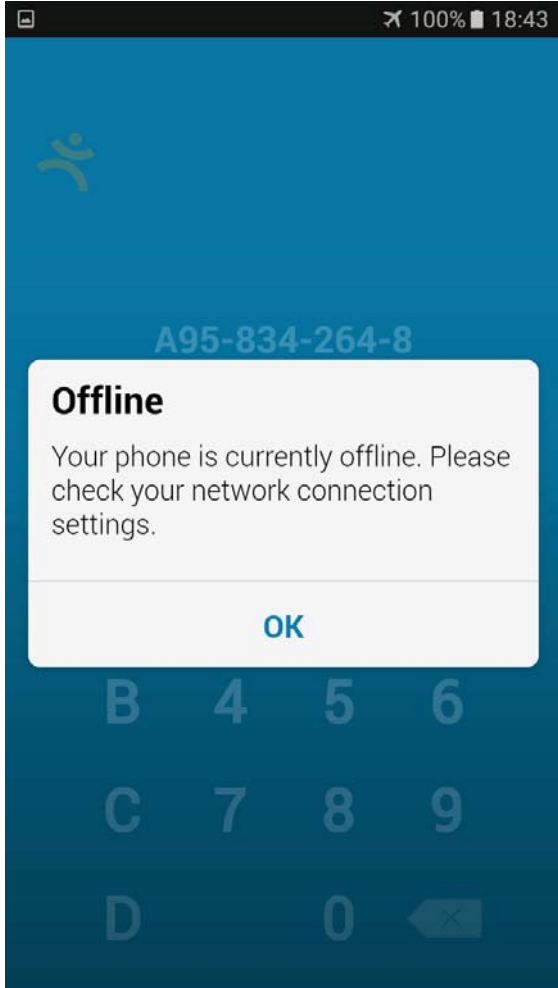 100% 18:43
A95-834-264-8
Offline
Your phone is currently offline. Please
check your network connection
settings.
OK
B 4 5 6
C 7 8 9
D 0